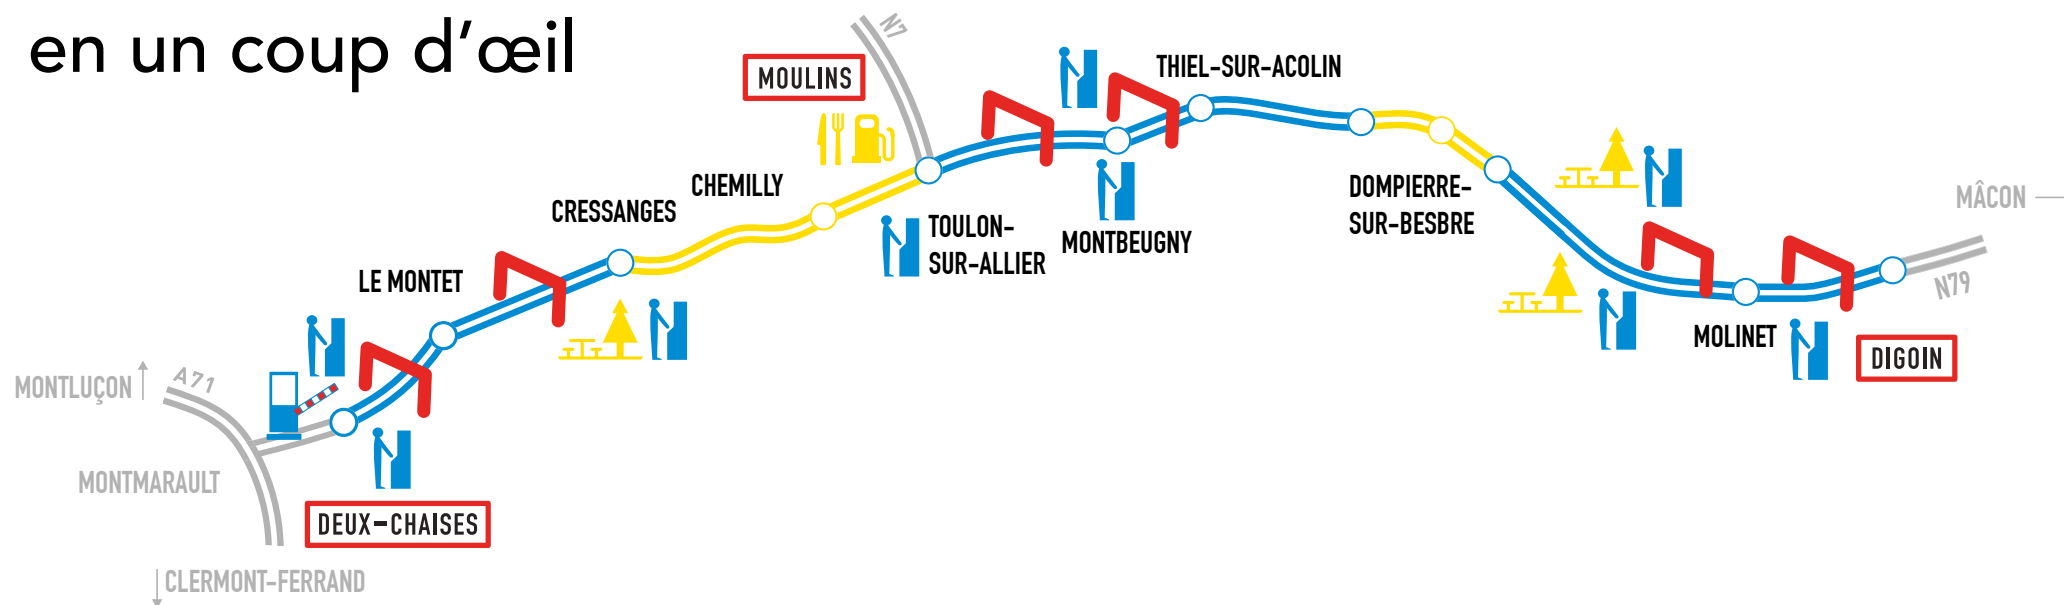 en un coup d'œil
N7
MOULINS
THIEL-SUR-ACOLIN
CHEMILLY
CRESSANGES
TOULON-
SUR-ALLIER
MONTBEUGNY
DOMPIERRE-
SUR-BESBRE
MÂCON
LE MONTET
N79
MOLINET
DIGOIN
MONTLUÇON
A71
MONTMARAULT
DEUX-CHAISES
CLERMONT-FERRAND